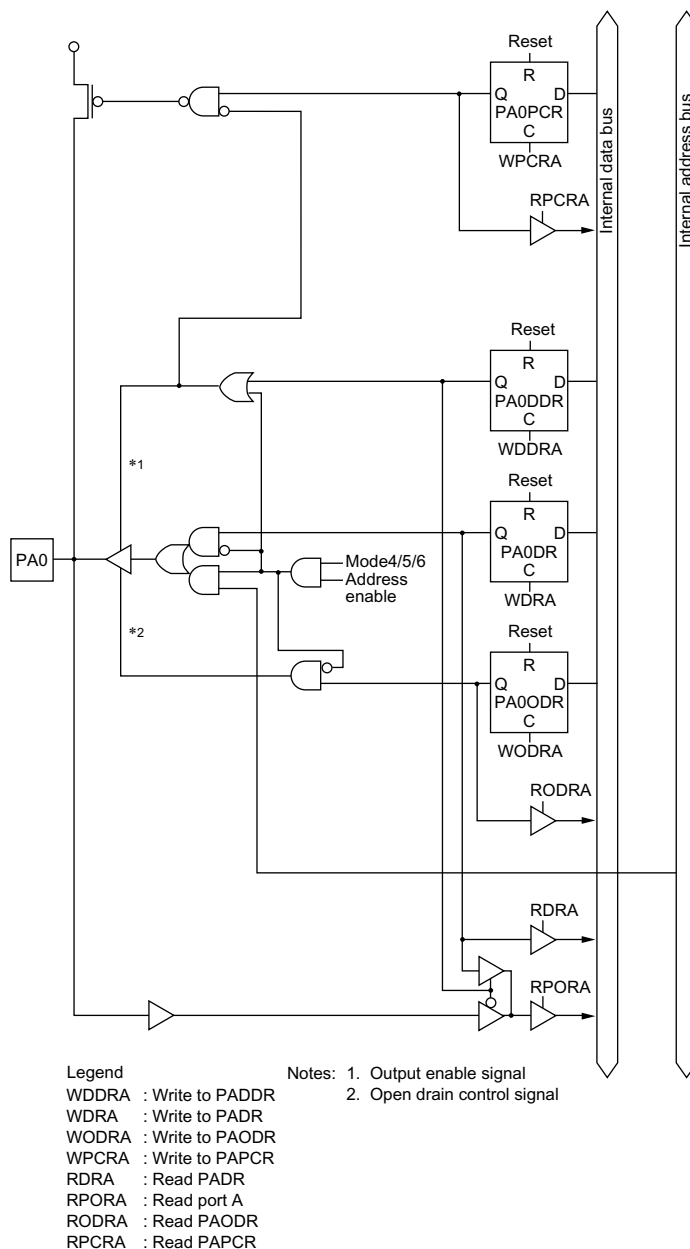 Reset
R
Q D
PA0PCR
C
WPCRA
RPCRA
Internal data bus
Internal address bus
Reset
R
Q D
PA0DDR
C
WDDRA
*1
Reset
R
Q D
PA0DR
C
WDRA
PA0
Mode4/5/6
Address
enable
*2
Reset
R
Q D
PA0ODR
C
WODRA
RODRA
RDRA
RPORA
Legend
WDDRA : Write to PADDR
WDRA : Write to PADR
WODRA : Write to PAODR
WPCRA : Write to PAPCR
RDRA : Read PADR
RPORA : Read port A
RODRA : Read PAODR
RPCRA : Read PAPCR
Notes: 1. Output enable signal
2. Open drain control signal